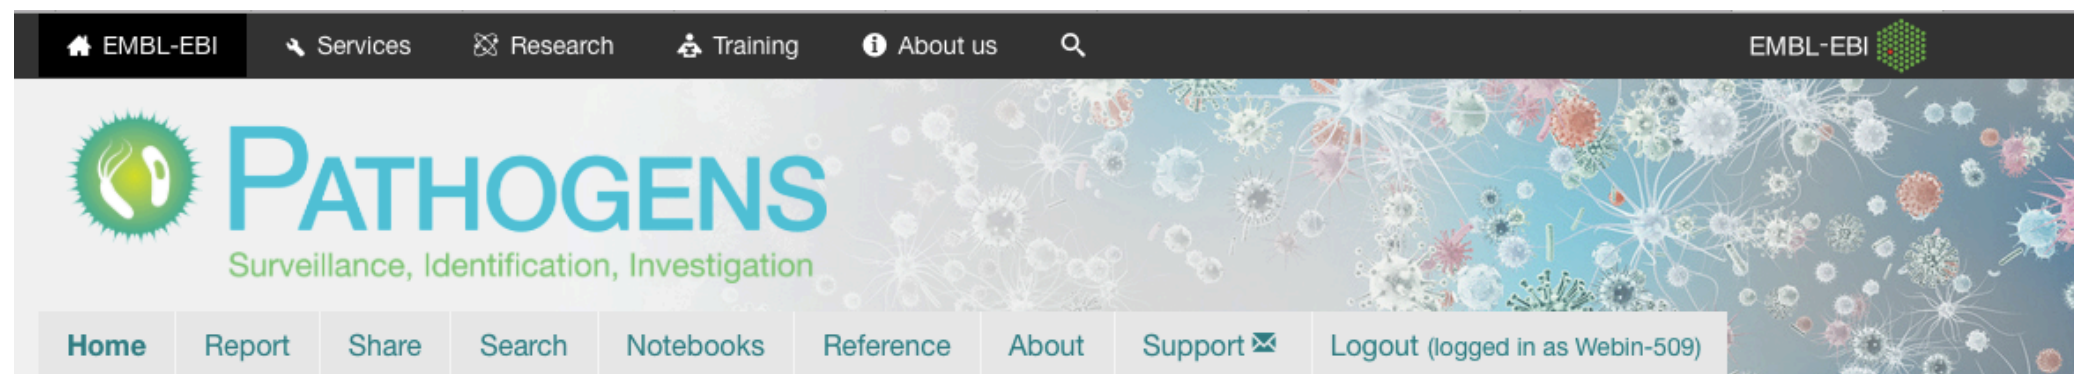 EMBL-EBI Services Research Training About us EMBL-EBI
PATHOGENS
Surveillance, Identification, Investigation
Home Report Share Search Notebooks Reference About Support Logout (logged in as Webin-509)